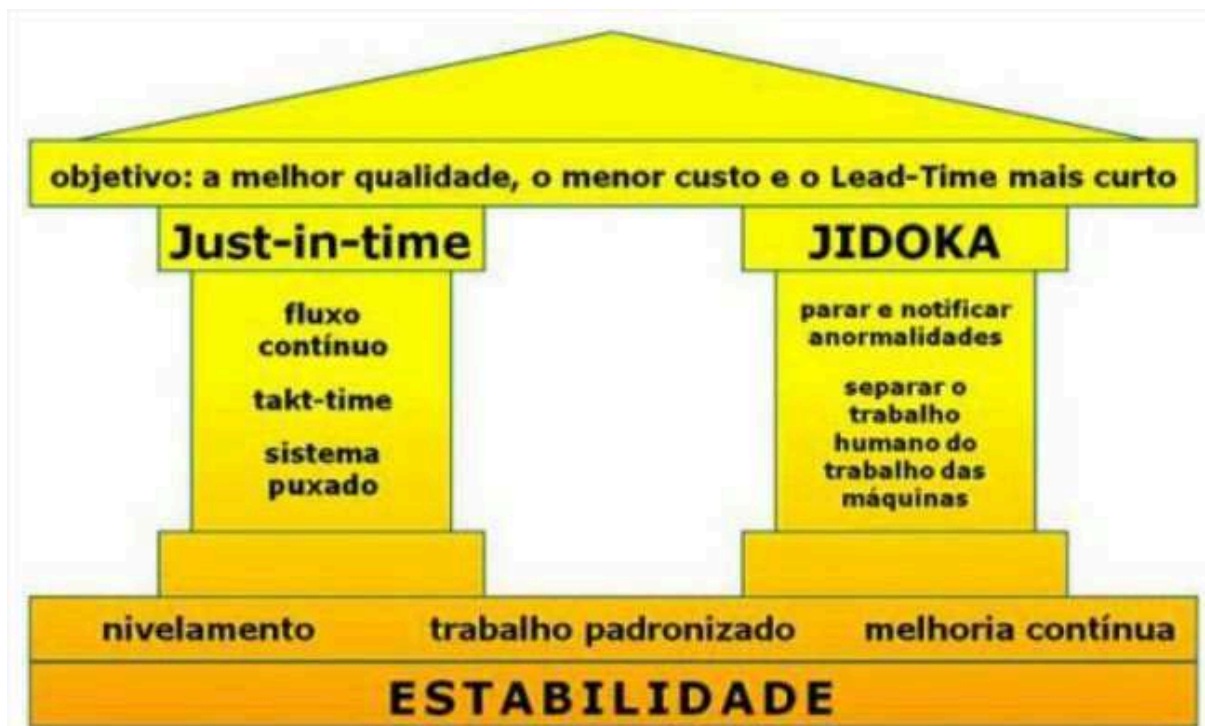 objetivo: a melhor qualidade, o menor custo e o Lead-Time mais curto
Just-in-time
fluxo
contínuo
takt-time
sistema
puxado
JIDOKA
parar e notificar
anormalidades
separar o
trabalho
humano do
trabalho das
máquinas
nivelamento trabalho padronizado melhoria contínua
ESTABILIDADE